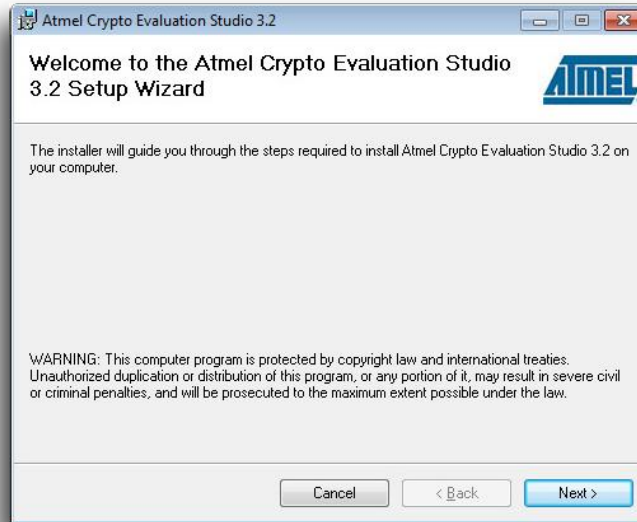 Atmel Crypto Evaluation Studio 3.2
Welcome to the Atmel Crypto Evaluation Studio
3.2 Setup Wizard
ATMEL
The installer will guide you through the steps required to install Atmel Crypto Evaluation Studio 3.2 on
your computer.
WARNING: This computer program is protected by copyright law and international treaties.
Unauthorized duplication or distribution of this program, or any portion of it, may result in severe civil
or criminal penalties, and will be prosecuted to the maximum extent possible under the law.
Cancel
< Back
Next >